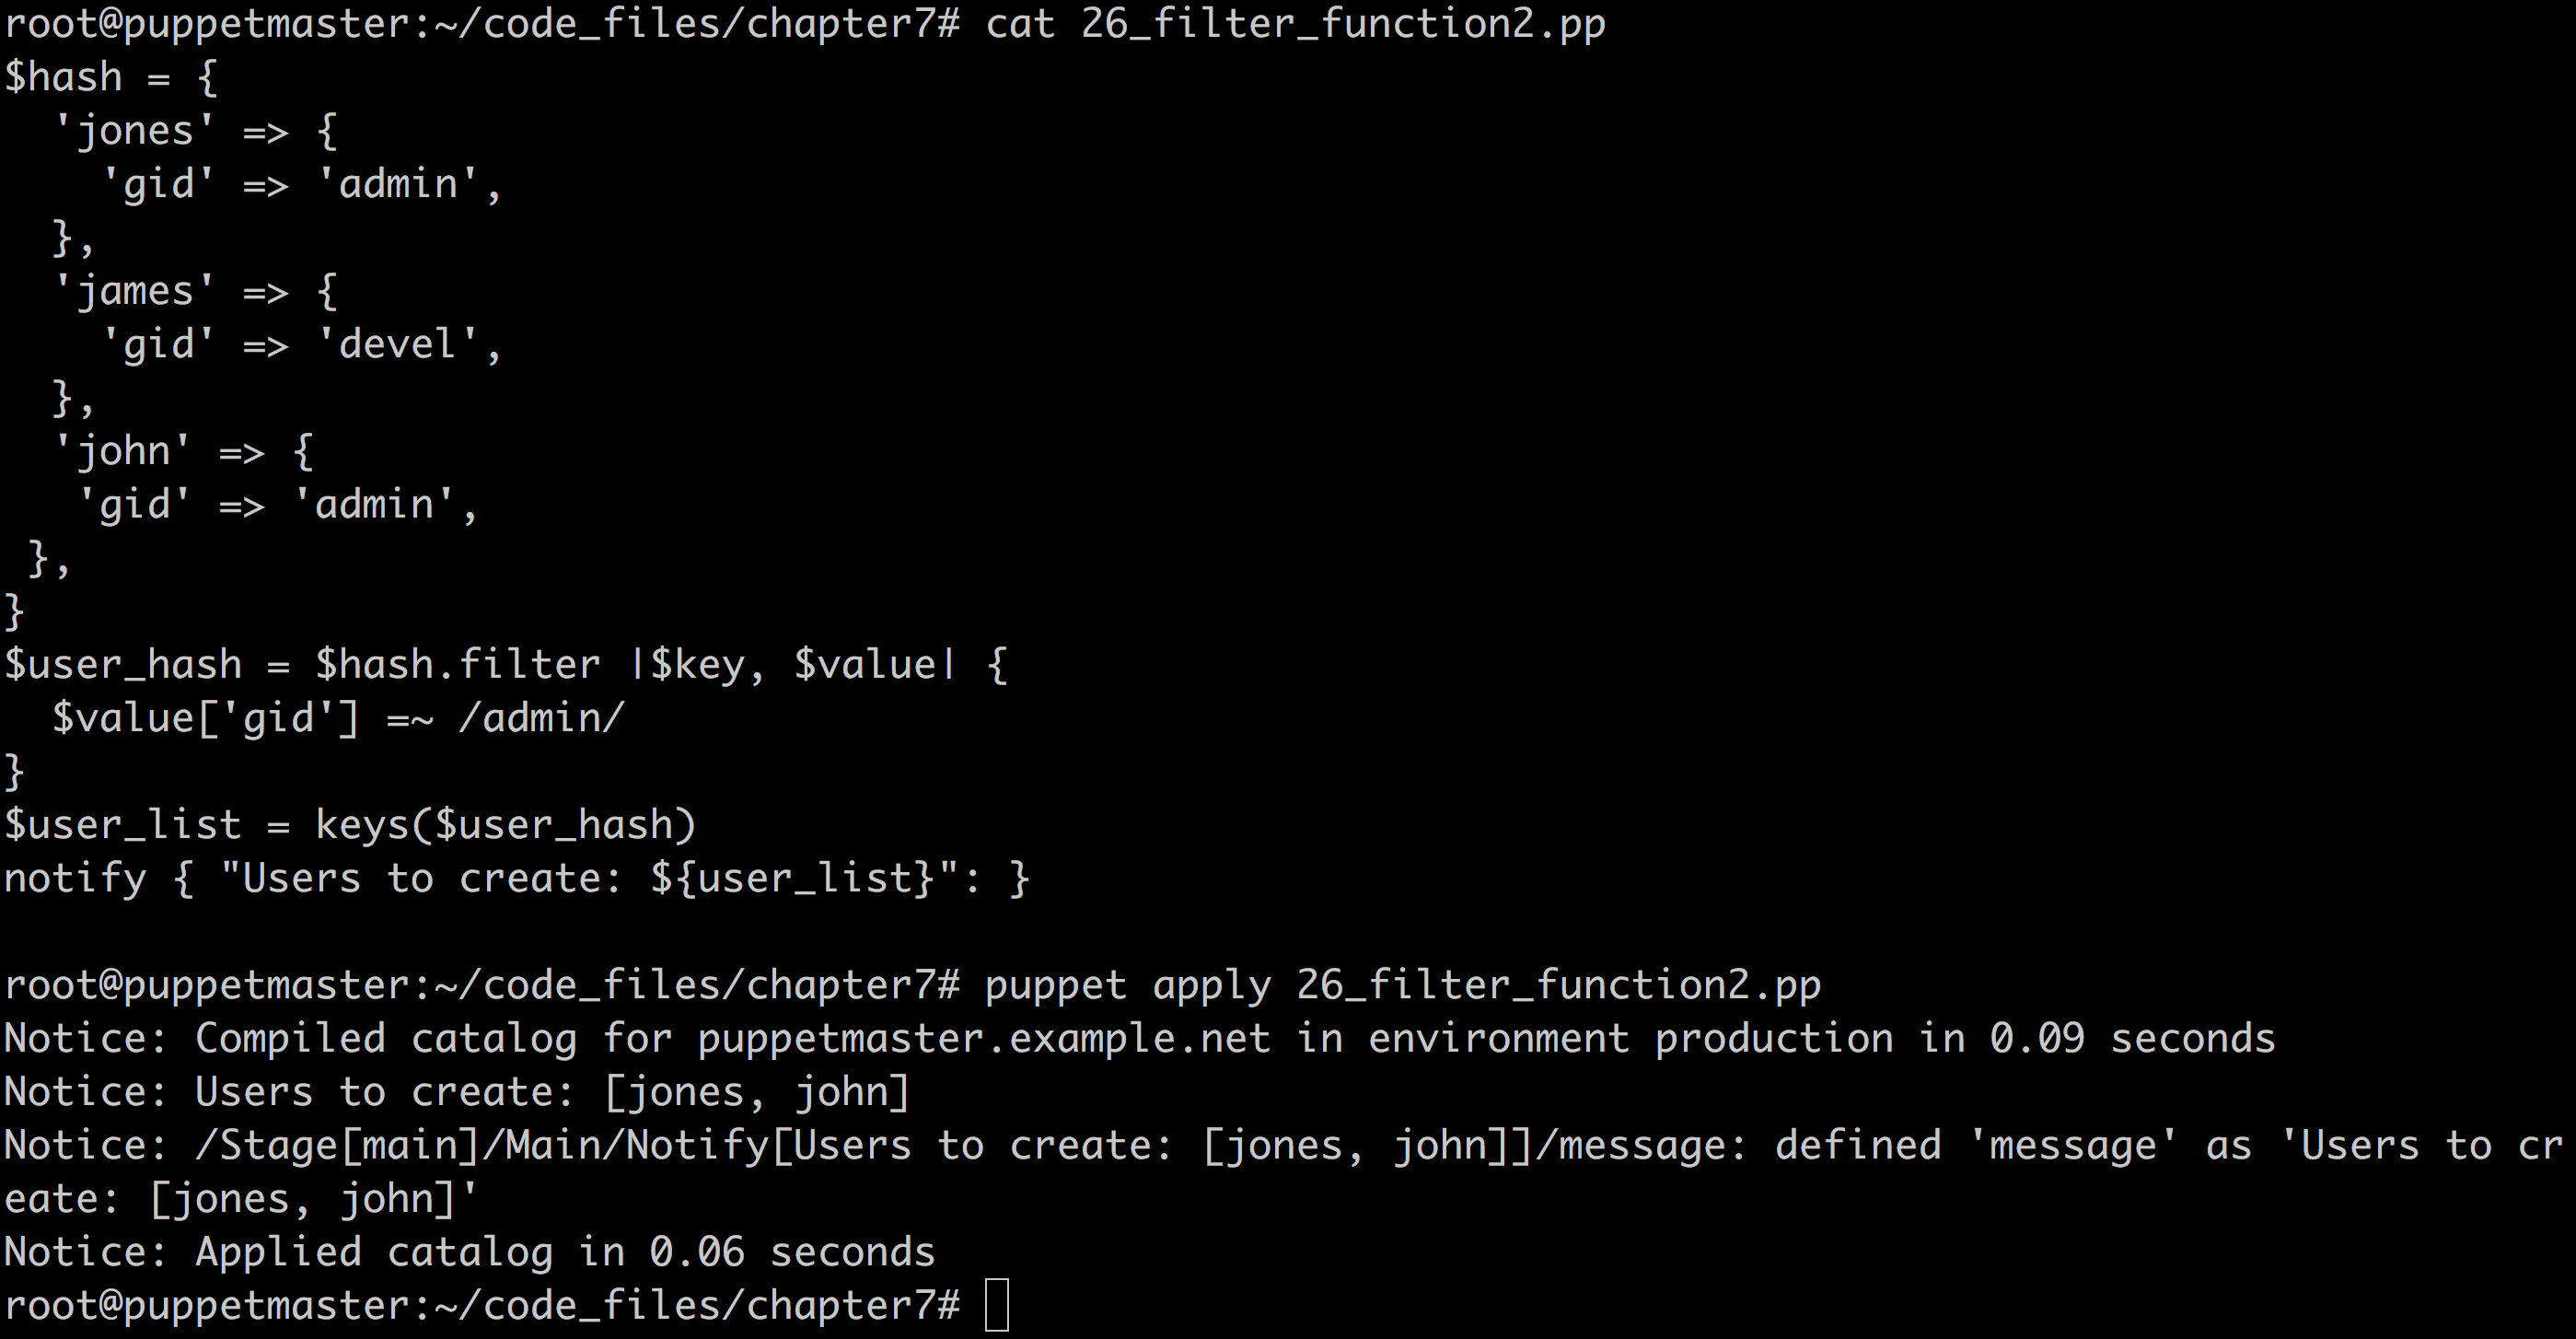 root@puppetmaster:~/code_files/chapter7# cat 26_filter_function2.pp
$hash = {
  'jones' => {
    'gid' => 'admin',
  },
  'james' => {
    'gid' => 'devel',
  },
  'john' => {
   'gid' => 'admin',
 },
}
$user_hash = $hash.filter |$key, $value| {
  $value['gid'] =~ /admin/
}
$user_list = keys($user_hash)
notify { "Users to create: ${user_list}": }

root@puppetmaster:~/code_files/chapter7# puppet apply 26_filter_function2.pp
Notice: Compiled catalog for puppetmaster.example.net in environment production in 0.09 seconds
Notice: Users to create: [jones, john]
Notice: /Stage[main]/Main/Notify[Users to create: [jones, john]]/message: defined 'message' as 'Users to cr
eate: [jones, john]'
Notice: Applied catalog in 0.06 seconds
root@puppetmaster:~/code_files/chapter7#